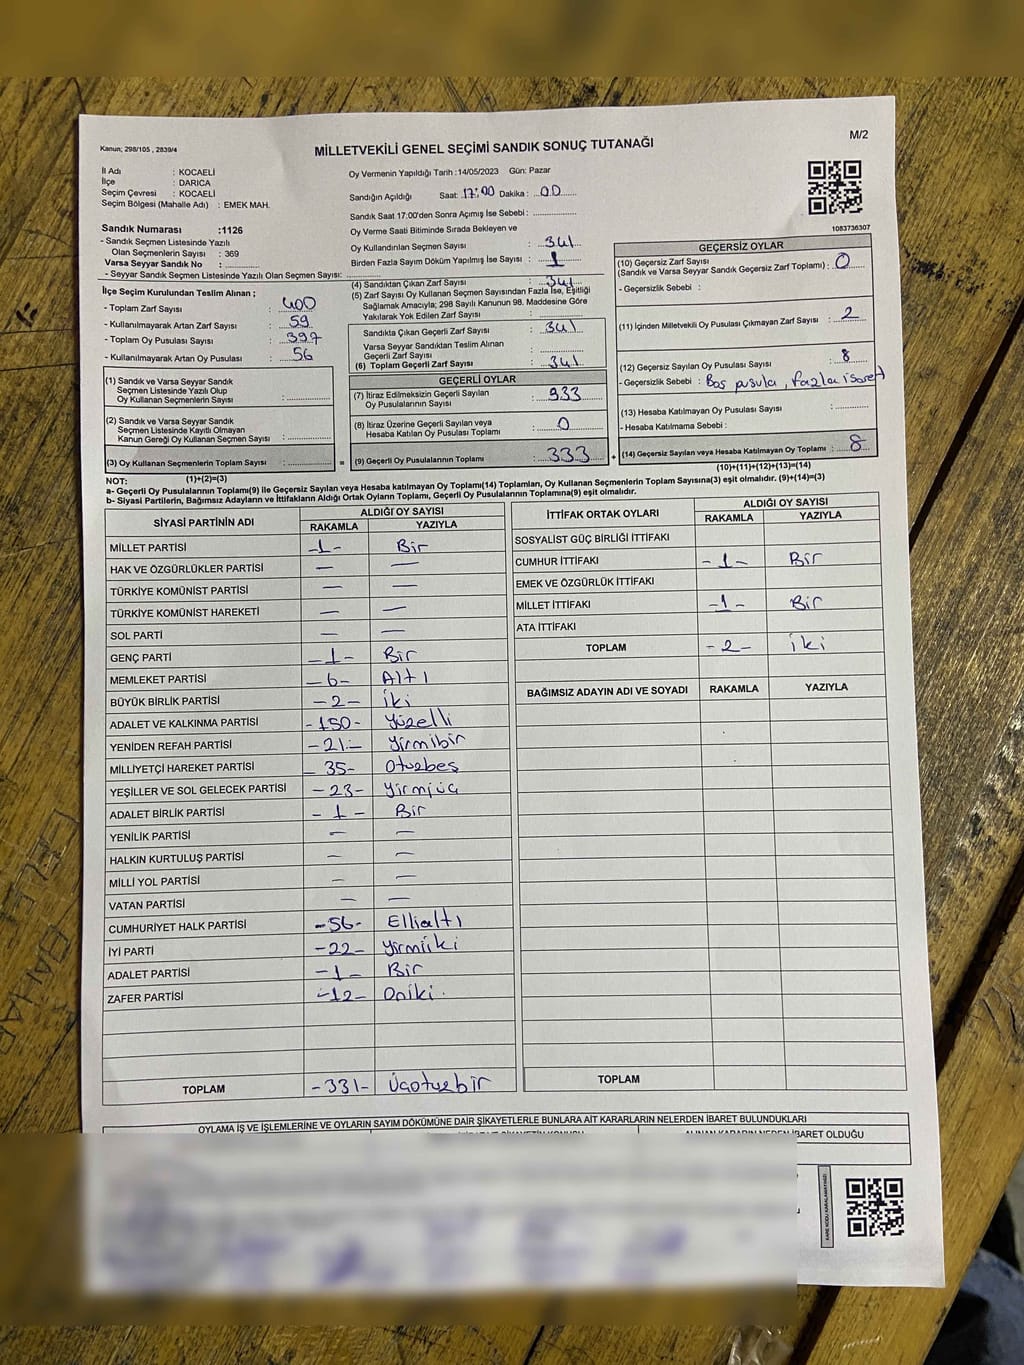 Kanun; 298/105 , 2839/4
MİLLETVEKİLİ GENEL SEÇİMİ SANDIK SONUÇ TUTANAĞI
M/2
İl Adı : KOCAELİ
İlçe : DARICA
Seçim Çevresi : KOCAELİ
Seçim Bölgesi (Mahalle Adı) : EMEK MAH.
Sandık Numarası :1126
- Sandık Seçmen Listesinde Yazılı
Olan Seçmenlerin Sayısı : 369
Varsa Seyyar Sandık No :
- Seyyar Sandık Seçmen Listesinde Yazılı Olan Seçmen Sayısı:
İlçe Seçim Kurulundan Teslim Alınan ;
- Toplam Zarf Sayısı : 400
- Kullanılmayarak Artan Zarf Sayısı : 59
- Toplam Oy Pusulası Sayısı : 397
- Kullanılmayarak Artan Oy Pusulası : 56
(1) Sandık ve Varsa Seyyar Sandık
Seçmen Listesinde Yazılı Olup
Oy Kullanan Seçmenlerin Sayısı :
(2) Sandık ve Varsa Seyyar Sandık
Seçmen Listesinde Kayıtlı Olmayan
Kanun Gereği Oy Kullanan Seçmen Sayısı :
(3) Oy Kullanan Seçmenlerin Toplam Sayısı :
(1)+(2)=(3)
Oy Vermenin Yapıldığı Tarih :14/05/2023 Gün: Pazar
Sandığın Açıldığı Saat: 17:00 Dakika: 00
Sandık Saat 17:00'den Sonra Açımış İse Sebebi :
Oy Verme Saati Bitiminde Sırada Bekleyen ve
Oy Kullandırılan Seçmen Sayısı : 341
Birden Fazla Sayım Döküm Yapılmış İse Sayısı : 1
(4) Sandıktan Çıkan Zarf Sayısı : 341
(5) Zarf Sayısı Oy Kullanan Seçmen Sayısından Fazla İse, Eşitliği
Sağlamak Amacıyla; 298 Sayılı Kanunun 98. Maddesine Göre
Yakılarak Yok Edilen Zarf Sayısı :
Sandıkta Çıkan Geçerli Zarf Sayısı : 341
Varsa Seyyar Sandıktan Teslim Alınan
Geçerli Zarf Sayısı :
(6) Toplam Geçerli Zarf Sayısı : 341
GEÇERLİ OYLAR
(7) İtiraz Edilmeksizin Geçerli Sayılan
Oy Pusulalarının Sayısı : 933
(8) İtiraz Üzerine Geçerli Sayılan veya
Hesaba Katılan Oy Pusulası Toplamı : 0
= (9) Geçerli Oy Pusulalarının Toplamı : 333 +
1083736307
GEÇERSİZ OYLAR
(10) Geçersiz Zarf Sayısı
(Sandık ve Varsa Seyyar Sandık Geçersiz Zarf Toplamı) : 0
- Geçersizlik Sebebi :
(11) İçinden Milletvekili Oy Pusulası Çıkmayan Zarf Sayısı : 2
(12) Geçersiz Sayılan Oy Pusulası Sayısı : 8
- Geçersizlik Sebebi : Boş pusula, fazla işaret
(13) Hesaba Katılmayan Oy Pusulası Sayısı :
- Hesaba Katılmama Sebebi :
(14) Geçersiz Sayılan veya Hesaba Katılmayan Oy Toplamı : 8
(10)+(11)+(12)+(13)=(14)
NOT:
a- Geçerli Oy Pusulalarının Toplamı(9) ile Geçersiz Sayılan veya Hesaba katılmayan Oy Toplamı(14) Toplamları, Oy Kullanan Seçmenlerin Toplam Sayısına(3) eşit olmalıdır. (9)+(14)=(3)
b- Siyasi Partilerin, Bağımsız Adayların ve İttifakların Aldığı Ortak Oyların Toplamı, Geçerli Oy Pusulalarının Toplamına(9) eşit olmalıdır.
SİYASİ PARTİNİN ADI ALDIĞI OY SAYISI
RAKAMLA YAZIYLA
MİLLET PARTİSİ -1- Bir
HAK VE ÖZGÜRLÜKLER PARTİSİ — —
TÜRKİYE KOMÜNİST PARTİSİ — —
TÜRKİYE KOMÜNİST HAREKETİ — —
SOL PARTİ — —
GENÇ PARTİ -1- Bir
MEMLEKET PARTİSİ -6- Altı
BÜYÜK BİRLİK PARTİSİ -2- İki
ADALET VE KALKINMA PARTİSİ -150- Yüzelli
YENİDEN REFAH PARTİSİ -21- Yirmibir
MİLLİYETÇİ HAREKET PARTİSİ -35- Otuzbeş
YEŞİLLER VE SOL GELECEK PARTİSİ -23- Yirmiüç
ADALET BİRLİK PARTİSİ -1- Bir
YENİLİK PARTİSİ — —
HALKIN KURTULUŞ PARTİSİ — —
MİLLİ YOL PARTİSİ — —
VATAN PARTİSİ — —
CUMHURİYET HALK PARTİSİ -56- Ellialtı
İYİ PARTİ -22- Yirmiiki
ADALET PARTİSİ -1- Bir
ZAFER PARTİSİ -12- Oniki.
TOPLAM -331- Üçotuzbir
İTTİFAK ORTAK OYLARI ALDIĞI OY SAYISI
RAKAMLA YAZIYLA
SOSYALİST GÜÇ BİRLİĞİ İTTİFAKI
CUMHUR İTTİFAKI -1- Bir
EMEK VE ÖZGÜRLÜK İTTİFAKI
MİLLET İTTİFAKI -1- Bir
ATA İTTİFAKI
TOPLAM -2- İki
BAĞIMSIZ ADAYIN ADI VE SOYADI RAKAMLA YAZIYLA
TOPLAM
OYLAMA İŞ VE İŞLEMLERİNE VE OYLARIN SAYIM DÖKÜMÜNE DAİR ŞİKAYETLERLE BUNLARA AİT KARARLARIN NELERDEN İBARET BULUNDUKLARI
ALINAN KARARIN NEDEN İBARET OLDUĞU